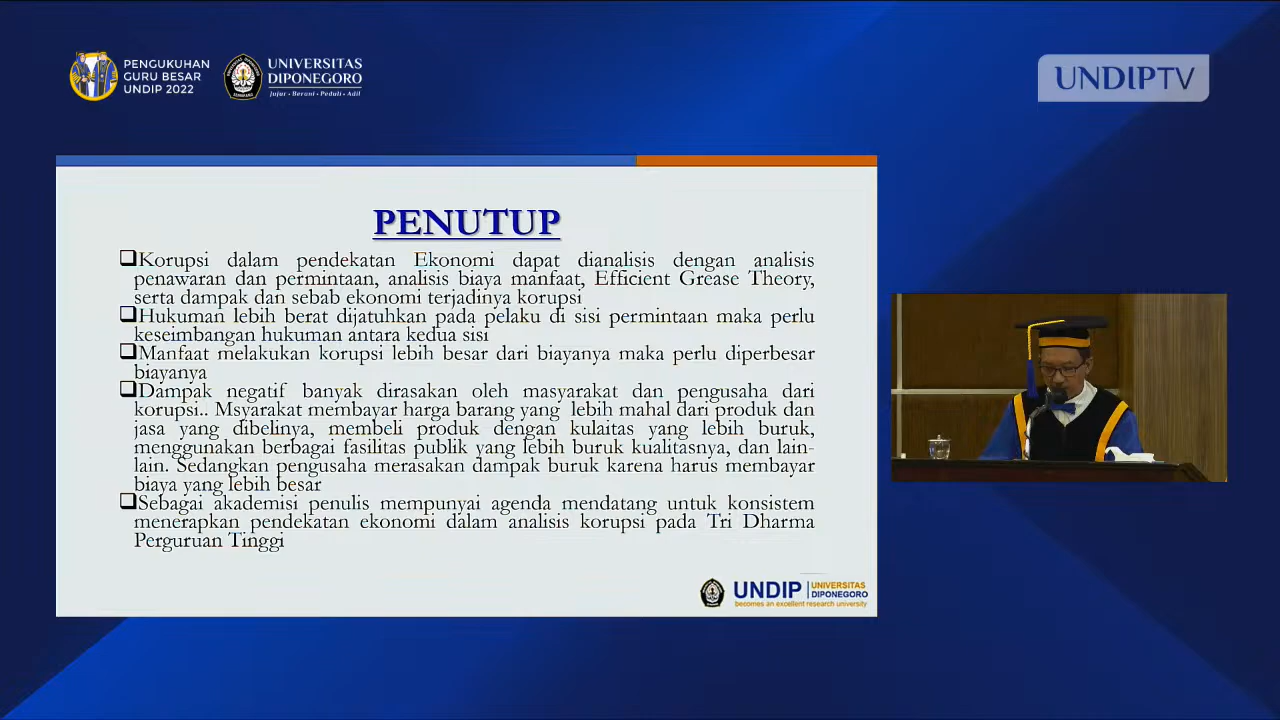 PENGUKUHAN
GURU BESAR
UNDIP 2022
UNIVERSITAS
DIPONEGORO
Jujur • Berani • Peduli • Adil
UNDIPTV
PENUTUP
Korupsi dalam pendekatan Ekonomi dapat dianalisis dengan analisis
penawaran dan permintaan, analisis biaya manfaat, Efficient Grease Theory,
serta dampak dan sebab ekonomi terjadinya korupsi
Hukuman lebih berat dijatuhkan pada pelaku di sisi permintaan maka perlu
keseimbangan hukuman antara kedua sisi
Manfaat melakukan korupsi lebih besar dari biayanya maka perlu diperbesar
biayanya
Dampak negatif banyak dirasakan oleh masyarakat dan pengusaha dari
korupsi.. Msyarakat membayar harga barang yang lebih mahal dari produk dan
jasa yang dibelinya, membeli produk dengan kulaitas yang lebih buruk,
menggunakan berbagai fasilitas publik yang lebih buruk kualitasnya, dan lain-
lain. Sedangkan pengusaha merasakan dampak buruk karena harus membayar
biaya yang lebih besar
Sebagai akademisi penulis mempunyai agenda mendatang untuk konsistem
menerapkan pendekatan ekonomi dalam analisis korupsi pada Tri Dharma
Perguruan Tinggi
UNDIP
UNIVERSITAS
DIPONEGORO
becomes an excellent research university